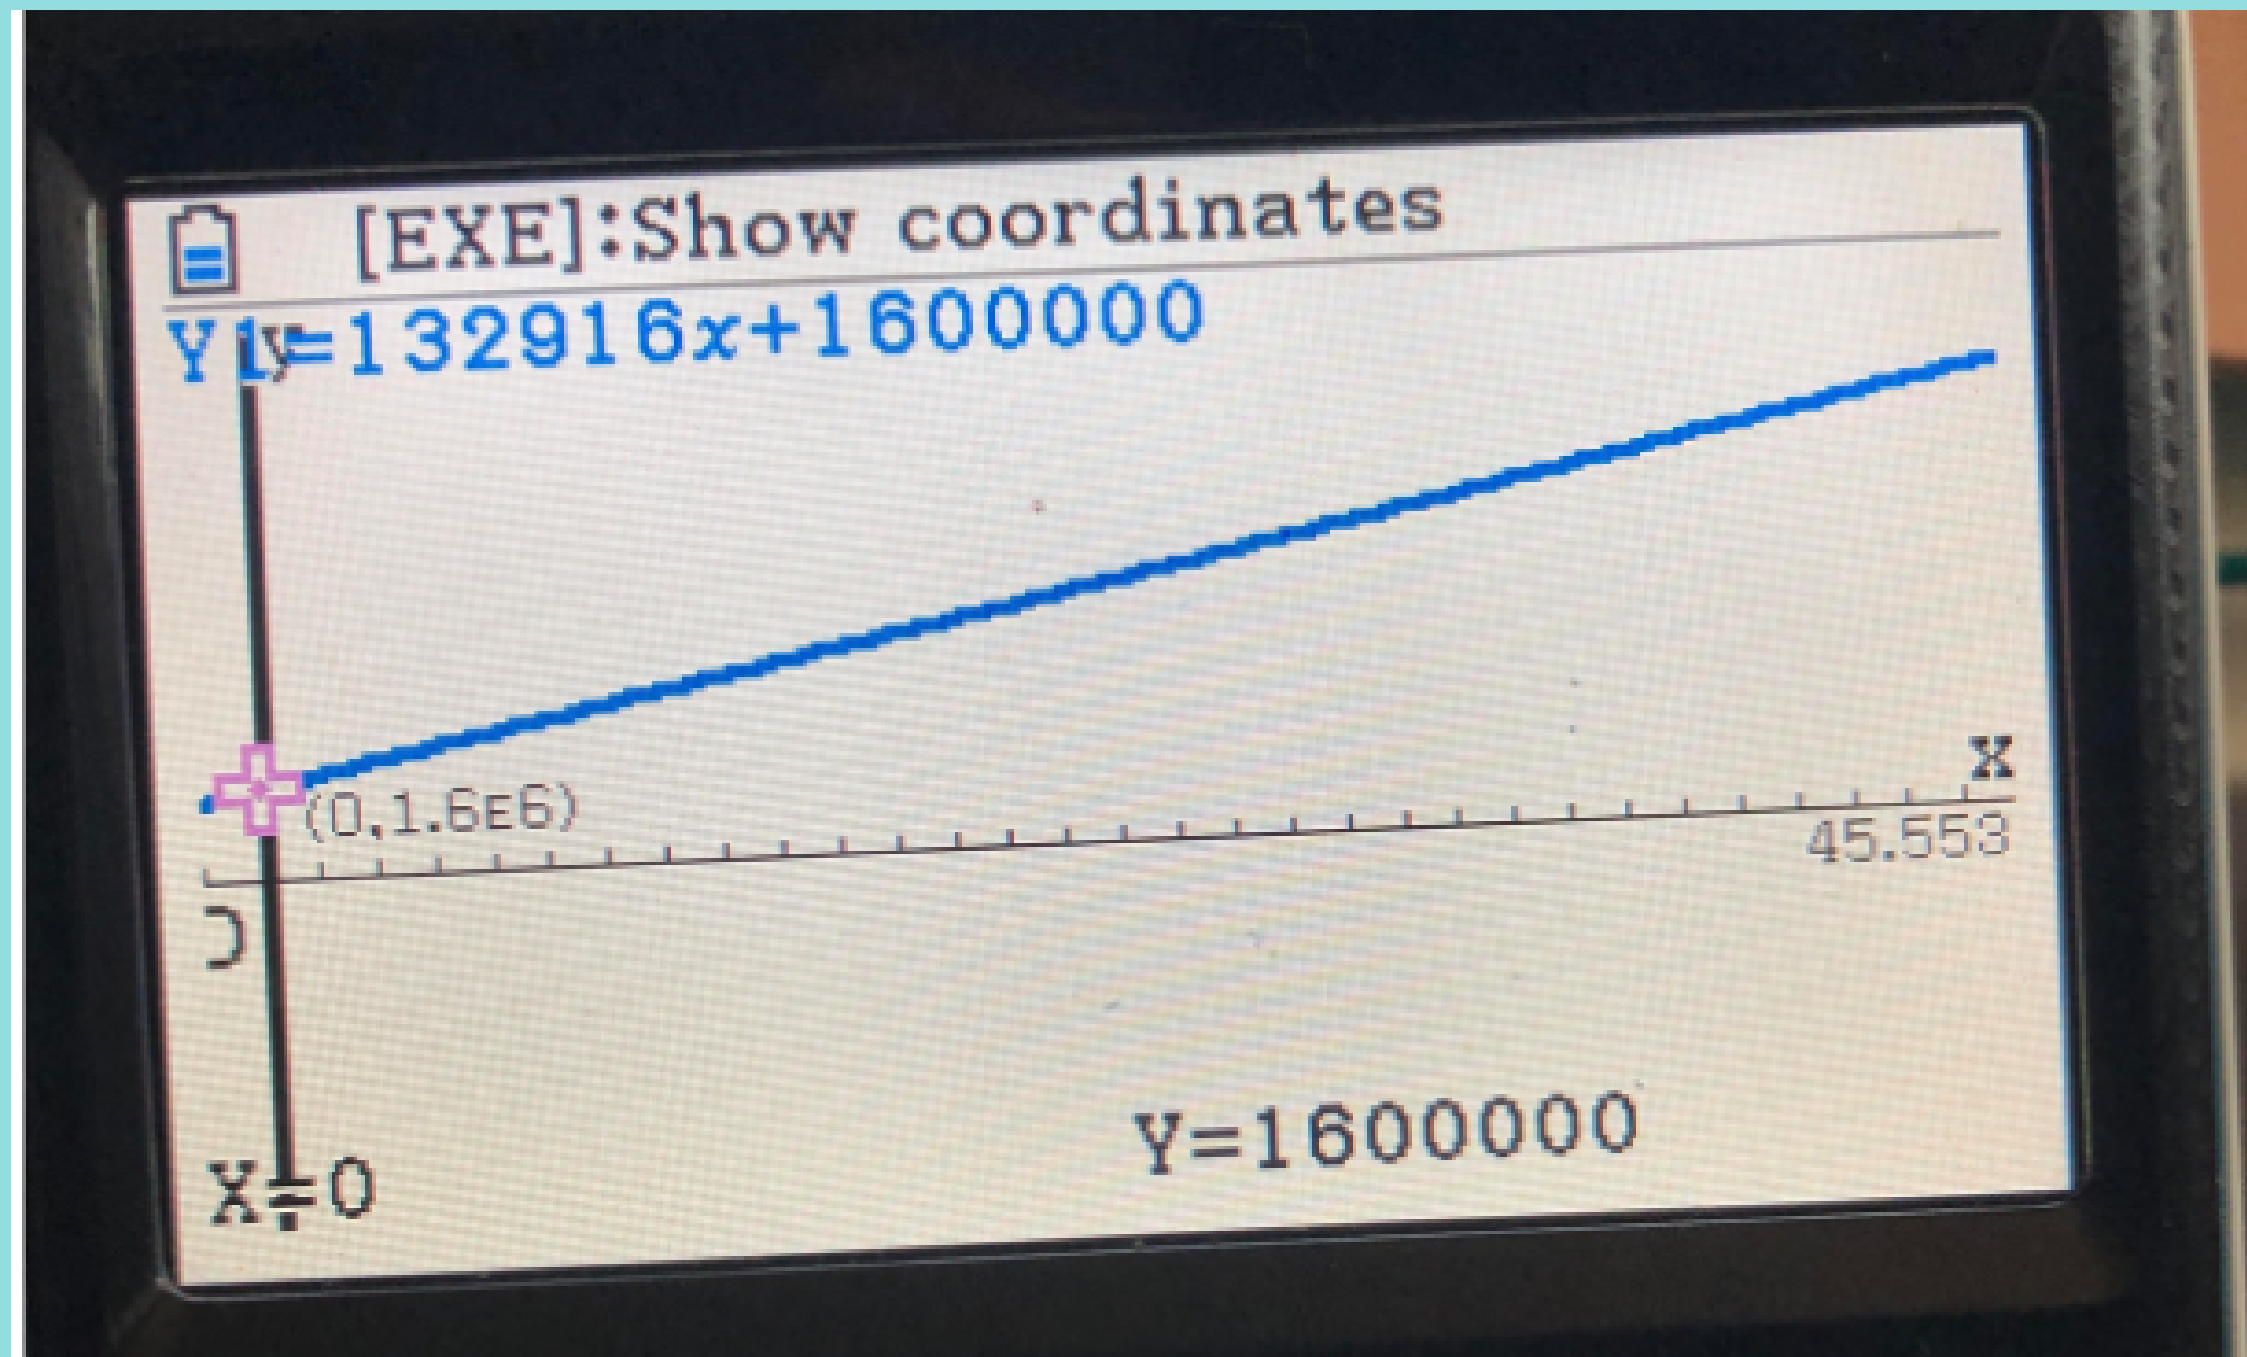 [EXE]:Show coordinates
Y1=132916x+1600000
y
(0,1.6E6)
X
45.553
X=0
Y=1600000